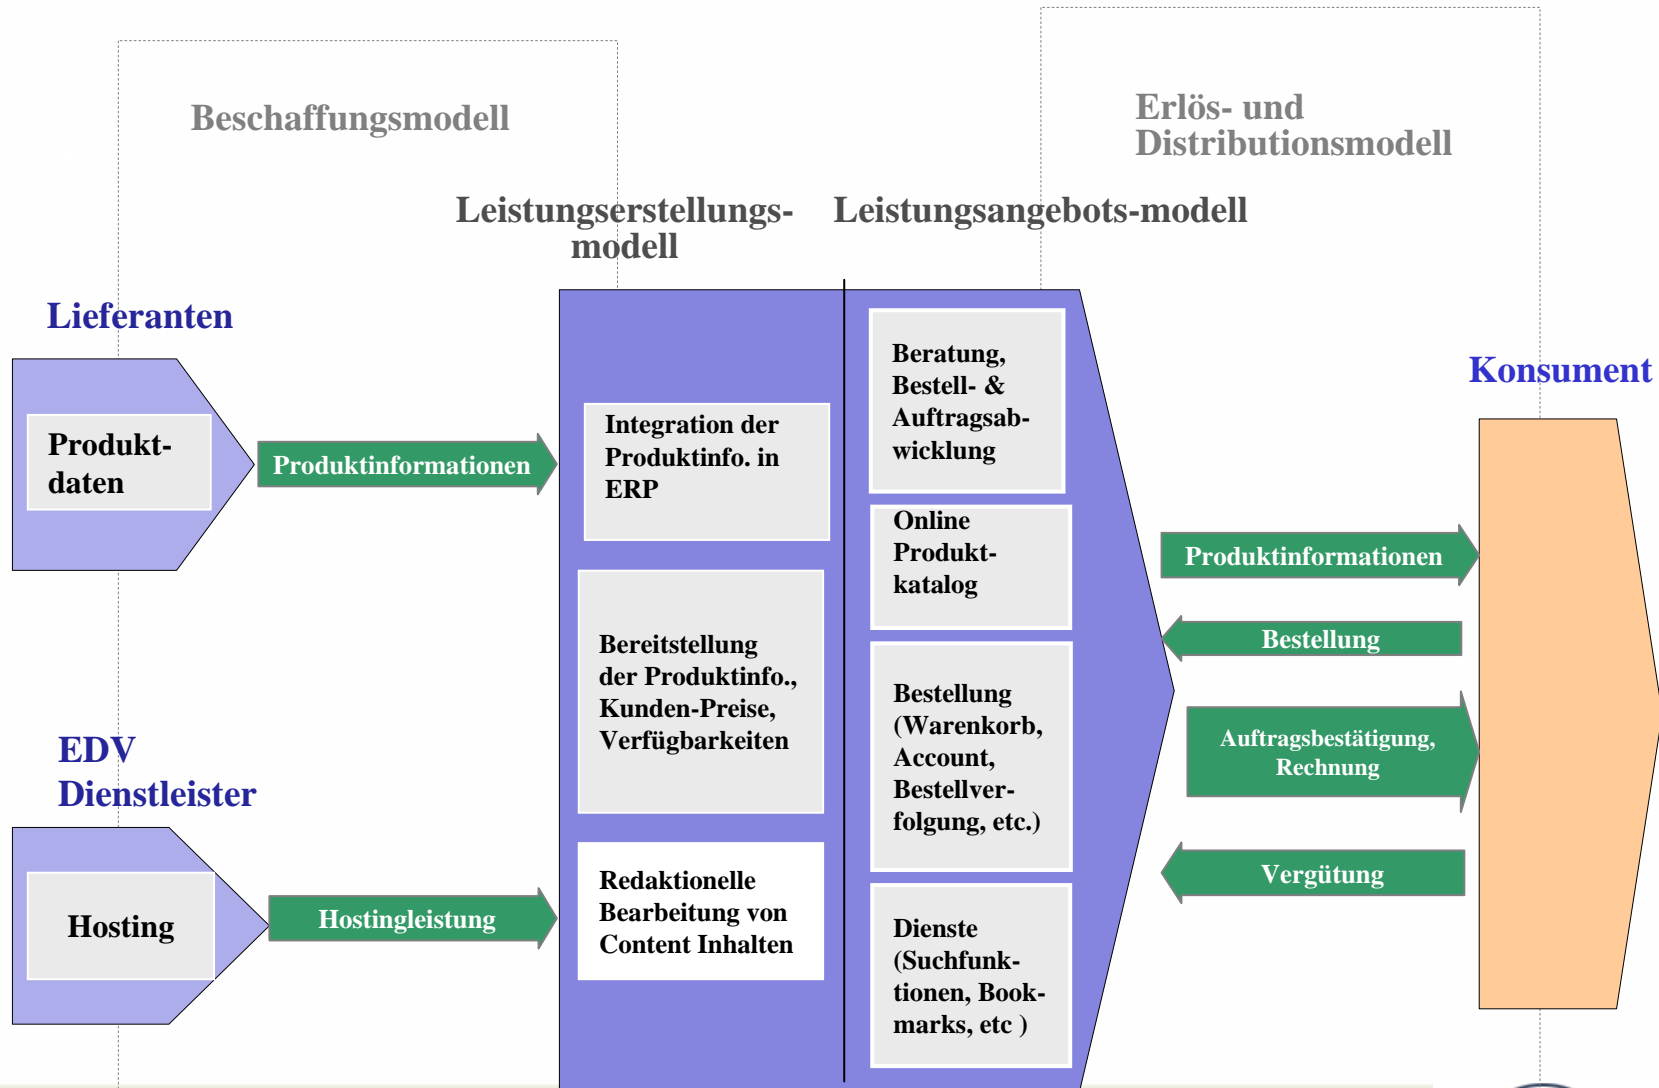 Beschaffungsmodell
Erlös- und
Distributionsmodell
Leistungserstellungs-
modell
Leistungsangebots-modell
Lieferanten
Produkt-
daten
Produktinformationen
EDV
Dienstleister
Hosting
Hostingleistung
Integration der
Produktinfo. in
ERP
Bereitstellung
der Produktinfo.,
Kunden-Preise,
Verfügbarkeiten
Redaktionelle
Bearbeitung von
Content Inhalten
Beratung,
Bestell- &
Auftragsab-
wicklung
Online
Produkt-
katalog
Bestellung
(Warenkorb,
Account,
Bestellver-
folgung, etc.)
Dienste
(Suchfunk-
tionen, Book-
marks, etc )
Produktinformationen
Bestellung
Auftragsbestätigung,
Rechnung
Vergütung
Konsument